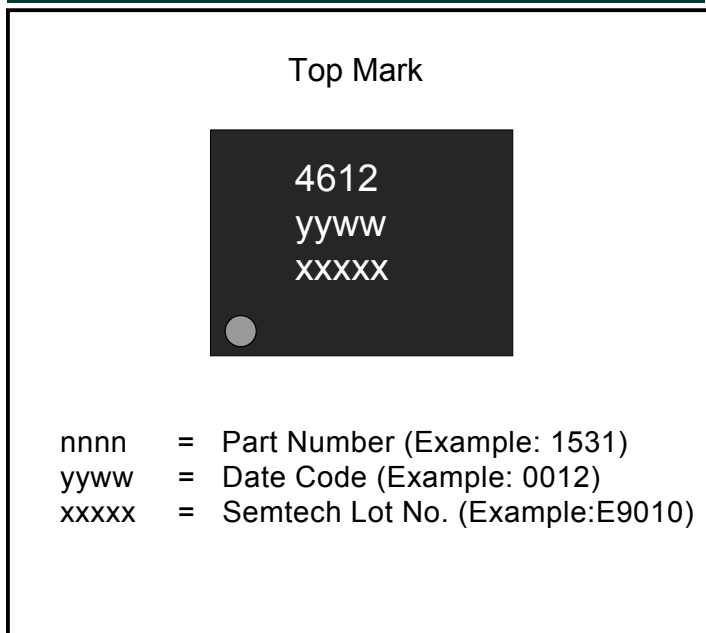 Top Mark
4612
yyww
xxxxx
nnnn = Part Number (Example: 1531)
yyww = Date Code (Example: 0012)
xxxxx = Semtech Lot No. (Example:E9010)